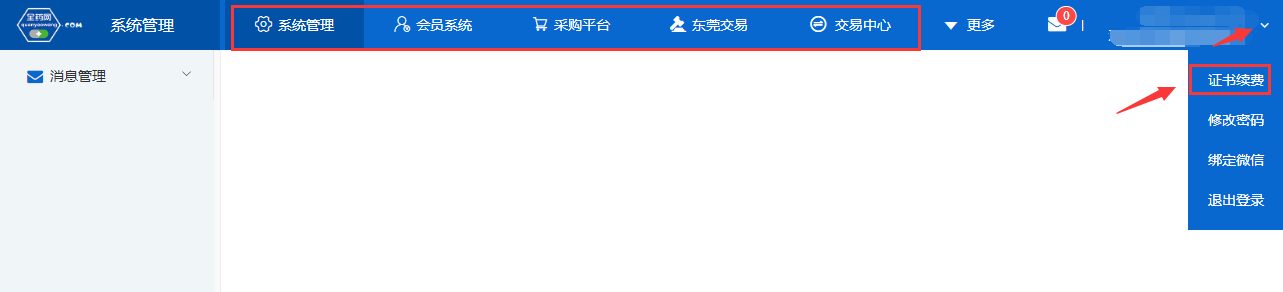 全药网
quanyaowang
.COM
系统管理
系统管理 会员系统 采购平台 东莞交易 交易中心 更多 0
消息管理
证书续费
修改密码
绑定微信
退出登录